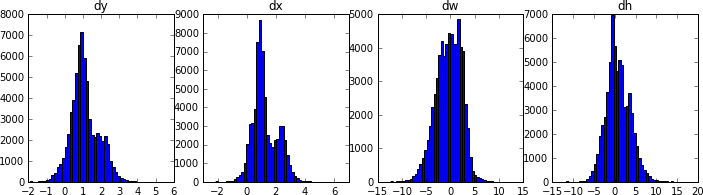 dy dx dw dh
8000 9000 5000 7000
7000 8000 4000 6000
6000 7000 3000 5000
5000 6000 2000 4000
4000 5000 1000 3000
3000 4000 0 2000
2000 3000 1000
1000 2000 0
0 1000
0
−2 −1 0 1 2 3 4 5 6 −2 0 2 4 6 −15 −10 −5 0 5 10 15 −15 −10 −5 0 5 10 15 20